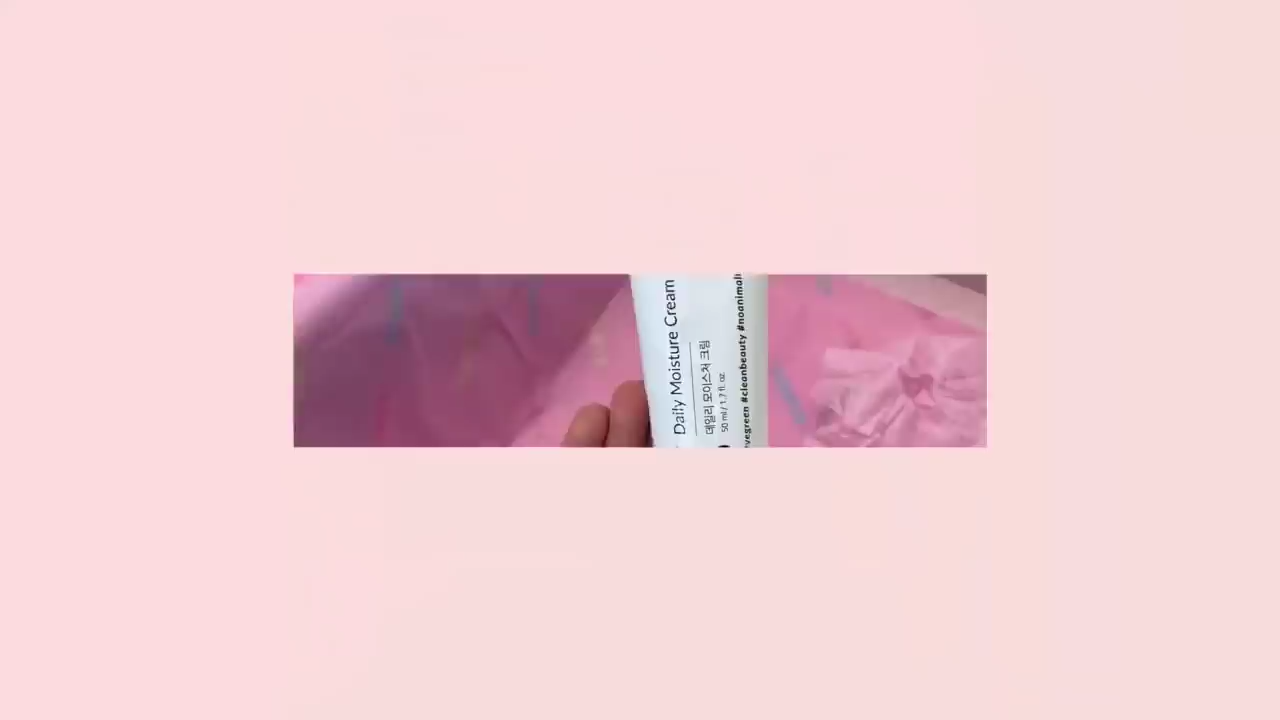 Daily Moisture Cream
데일리 모이스처 크림
50 ml / 1.7 fl. oz.
#cleanbeauty